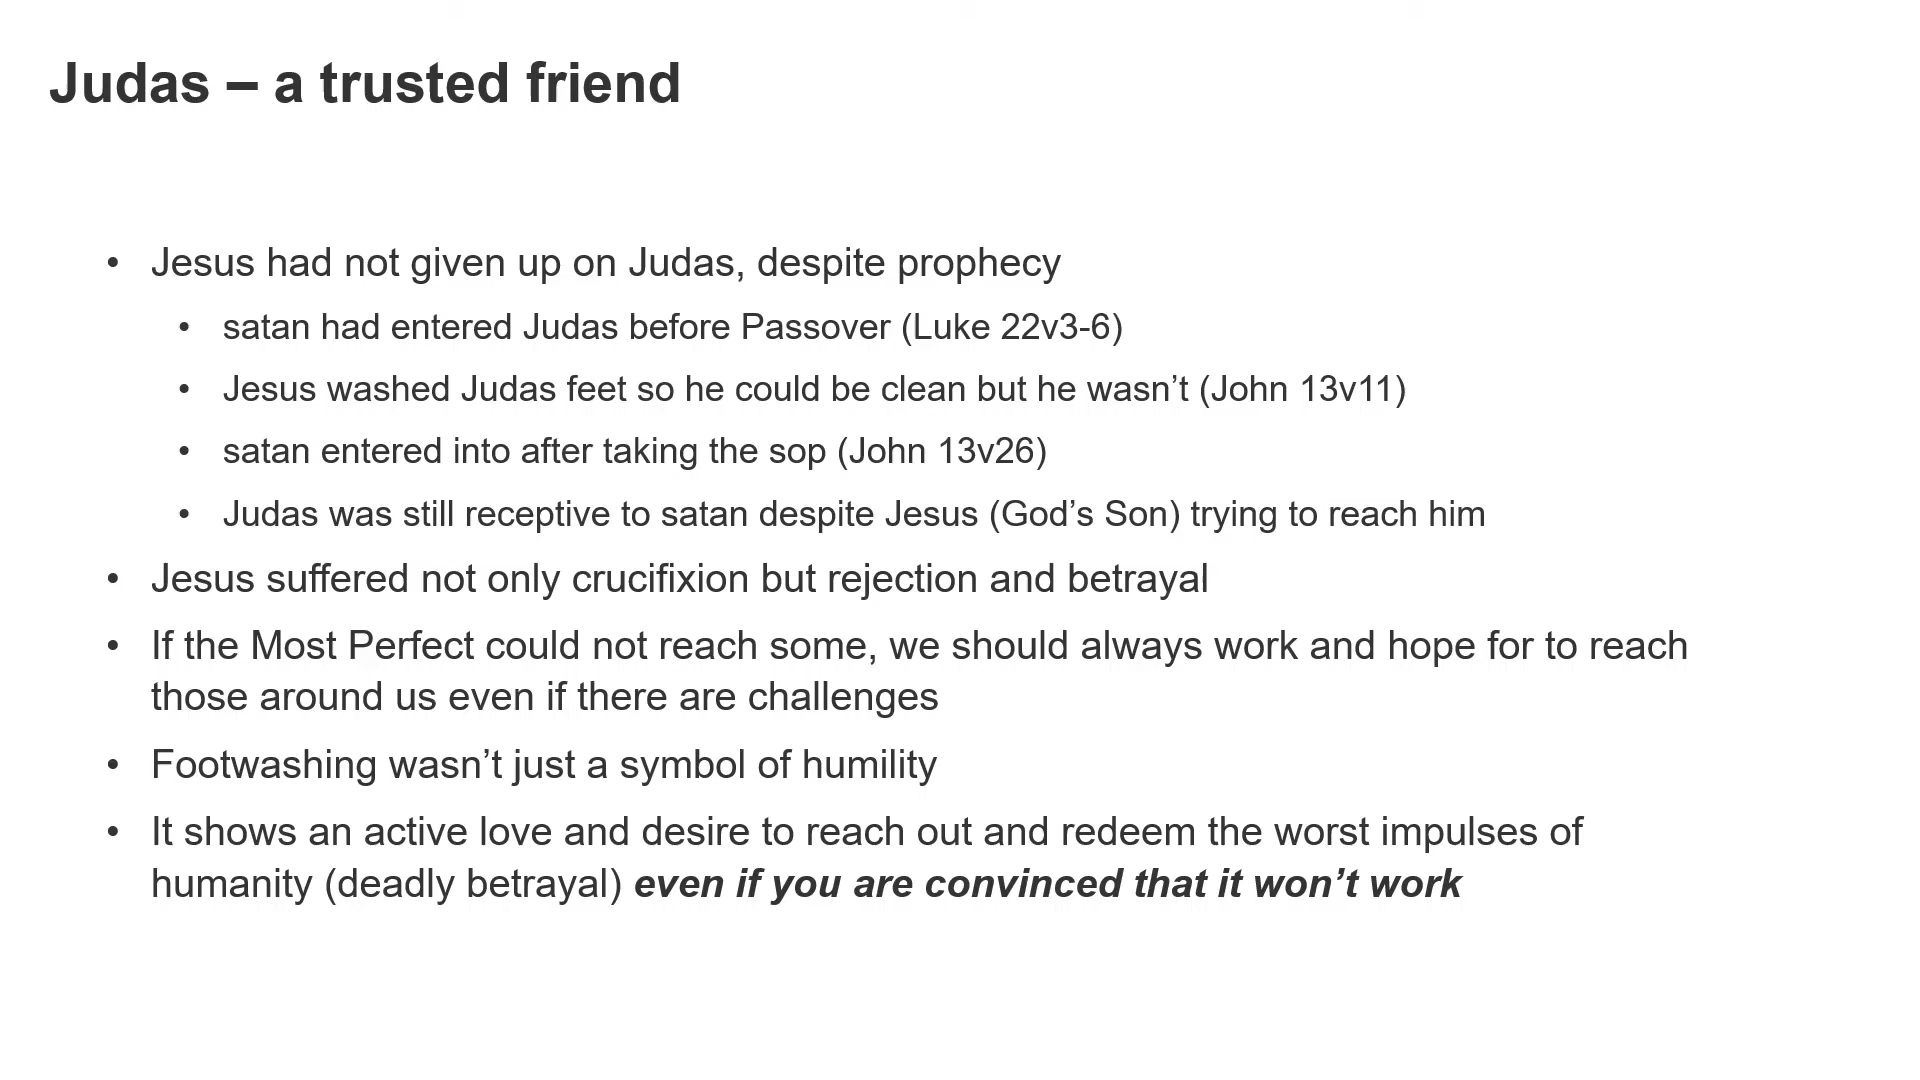 Judas – a trusted friend
• Jesus had not given up on Judas, despite prophecy
• satan had entered Judas before Passover (Luke 22v3-6)
• Jesus washed Judas feet so he could be clean but he wasn’t (John 13v11)
• satan entered into after taking the sop (John 13v26)
• Judas was still receptive to satan despite Jesus (God’s Son) trying to reach him
• Jesus suffered not only crucifixion but rejection and betrayal
• If the Most Perfect could not reach some, we should always work and hope for to reach
those around us even if there are challenges
• Footwashing wasn’t just a symbol of humility
• It shows an active love and desire to reach out and redeem the worst impulses of
humanity (deadly betrayal) even if you are convinced that it won’t work